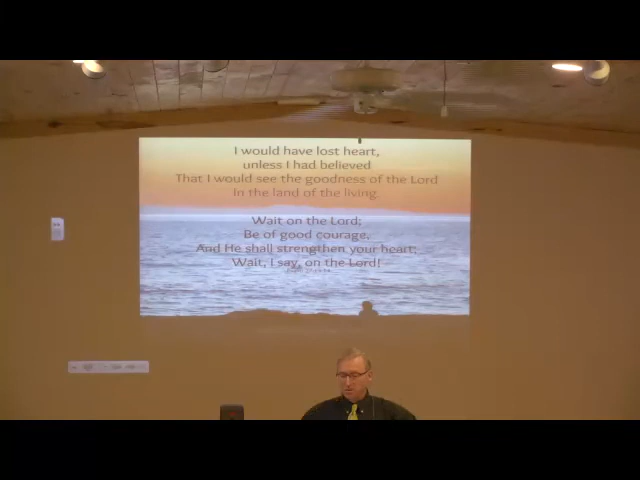 I would have lost heart,
unless I had believed
That I would see the goodness of the Lord
In the land of the living.
Wait on the Lord;
Be of good courage,
And He shall strengthen your heart;
Wait, I say, on the Lord!